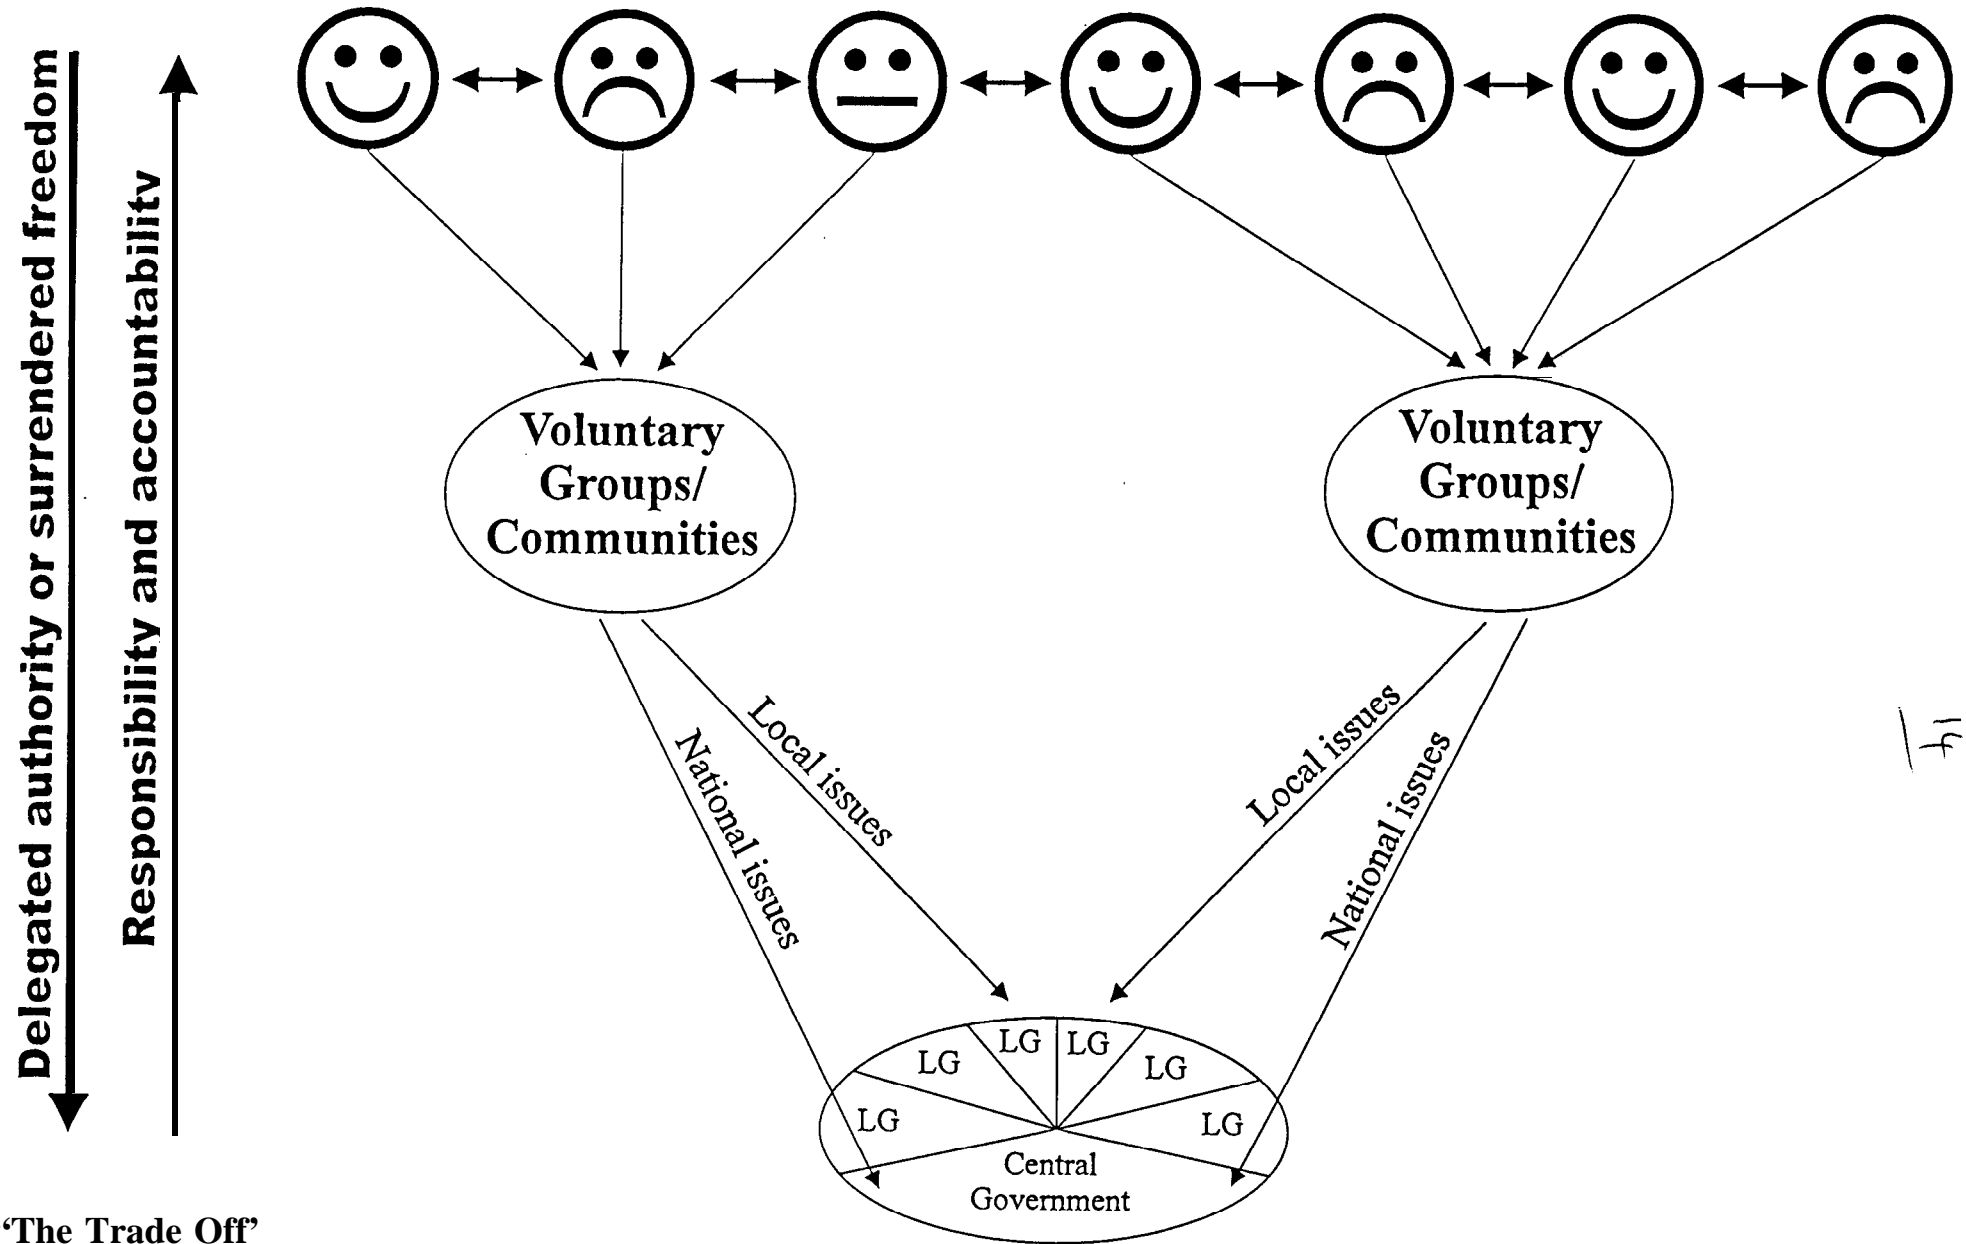 Delegated authority or surrendered freedom
Responsibility and accountability
Voluntary
Groups/
Communities
Voluntary
Groups/
Communities
National issues
Local issues
Local issues
National issues
LG
LG
LG
LG
LG
LG
Central
Government
‘The Trade Off’